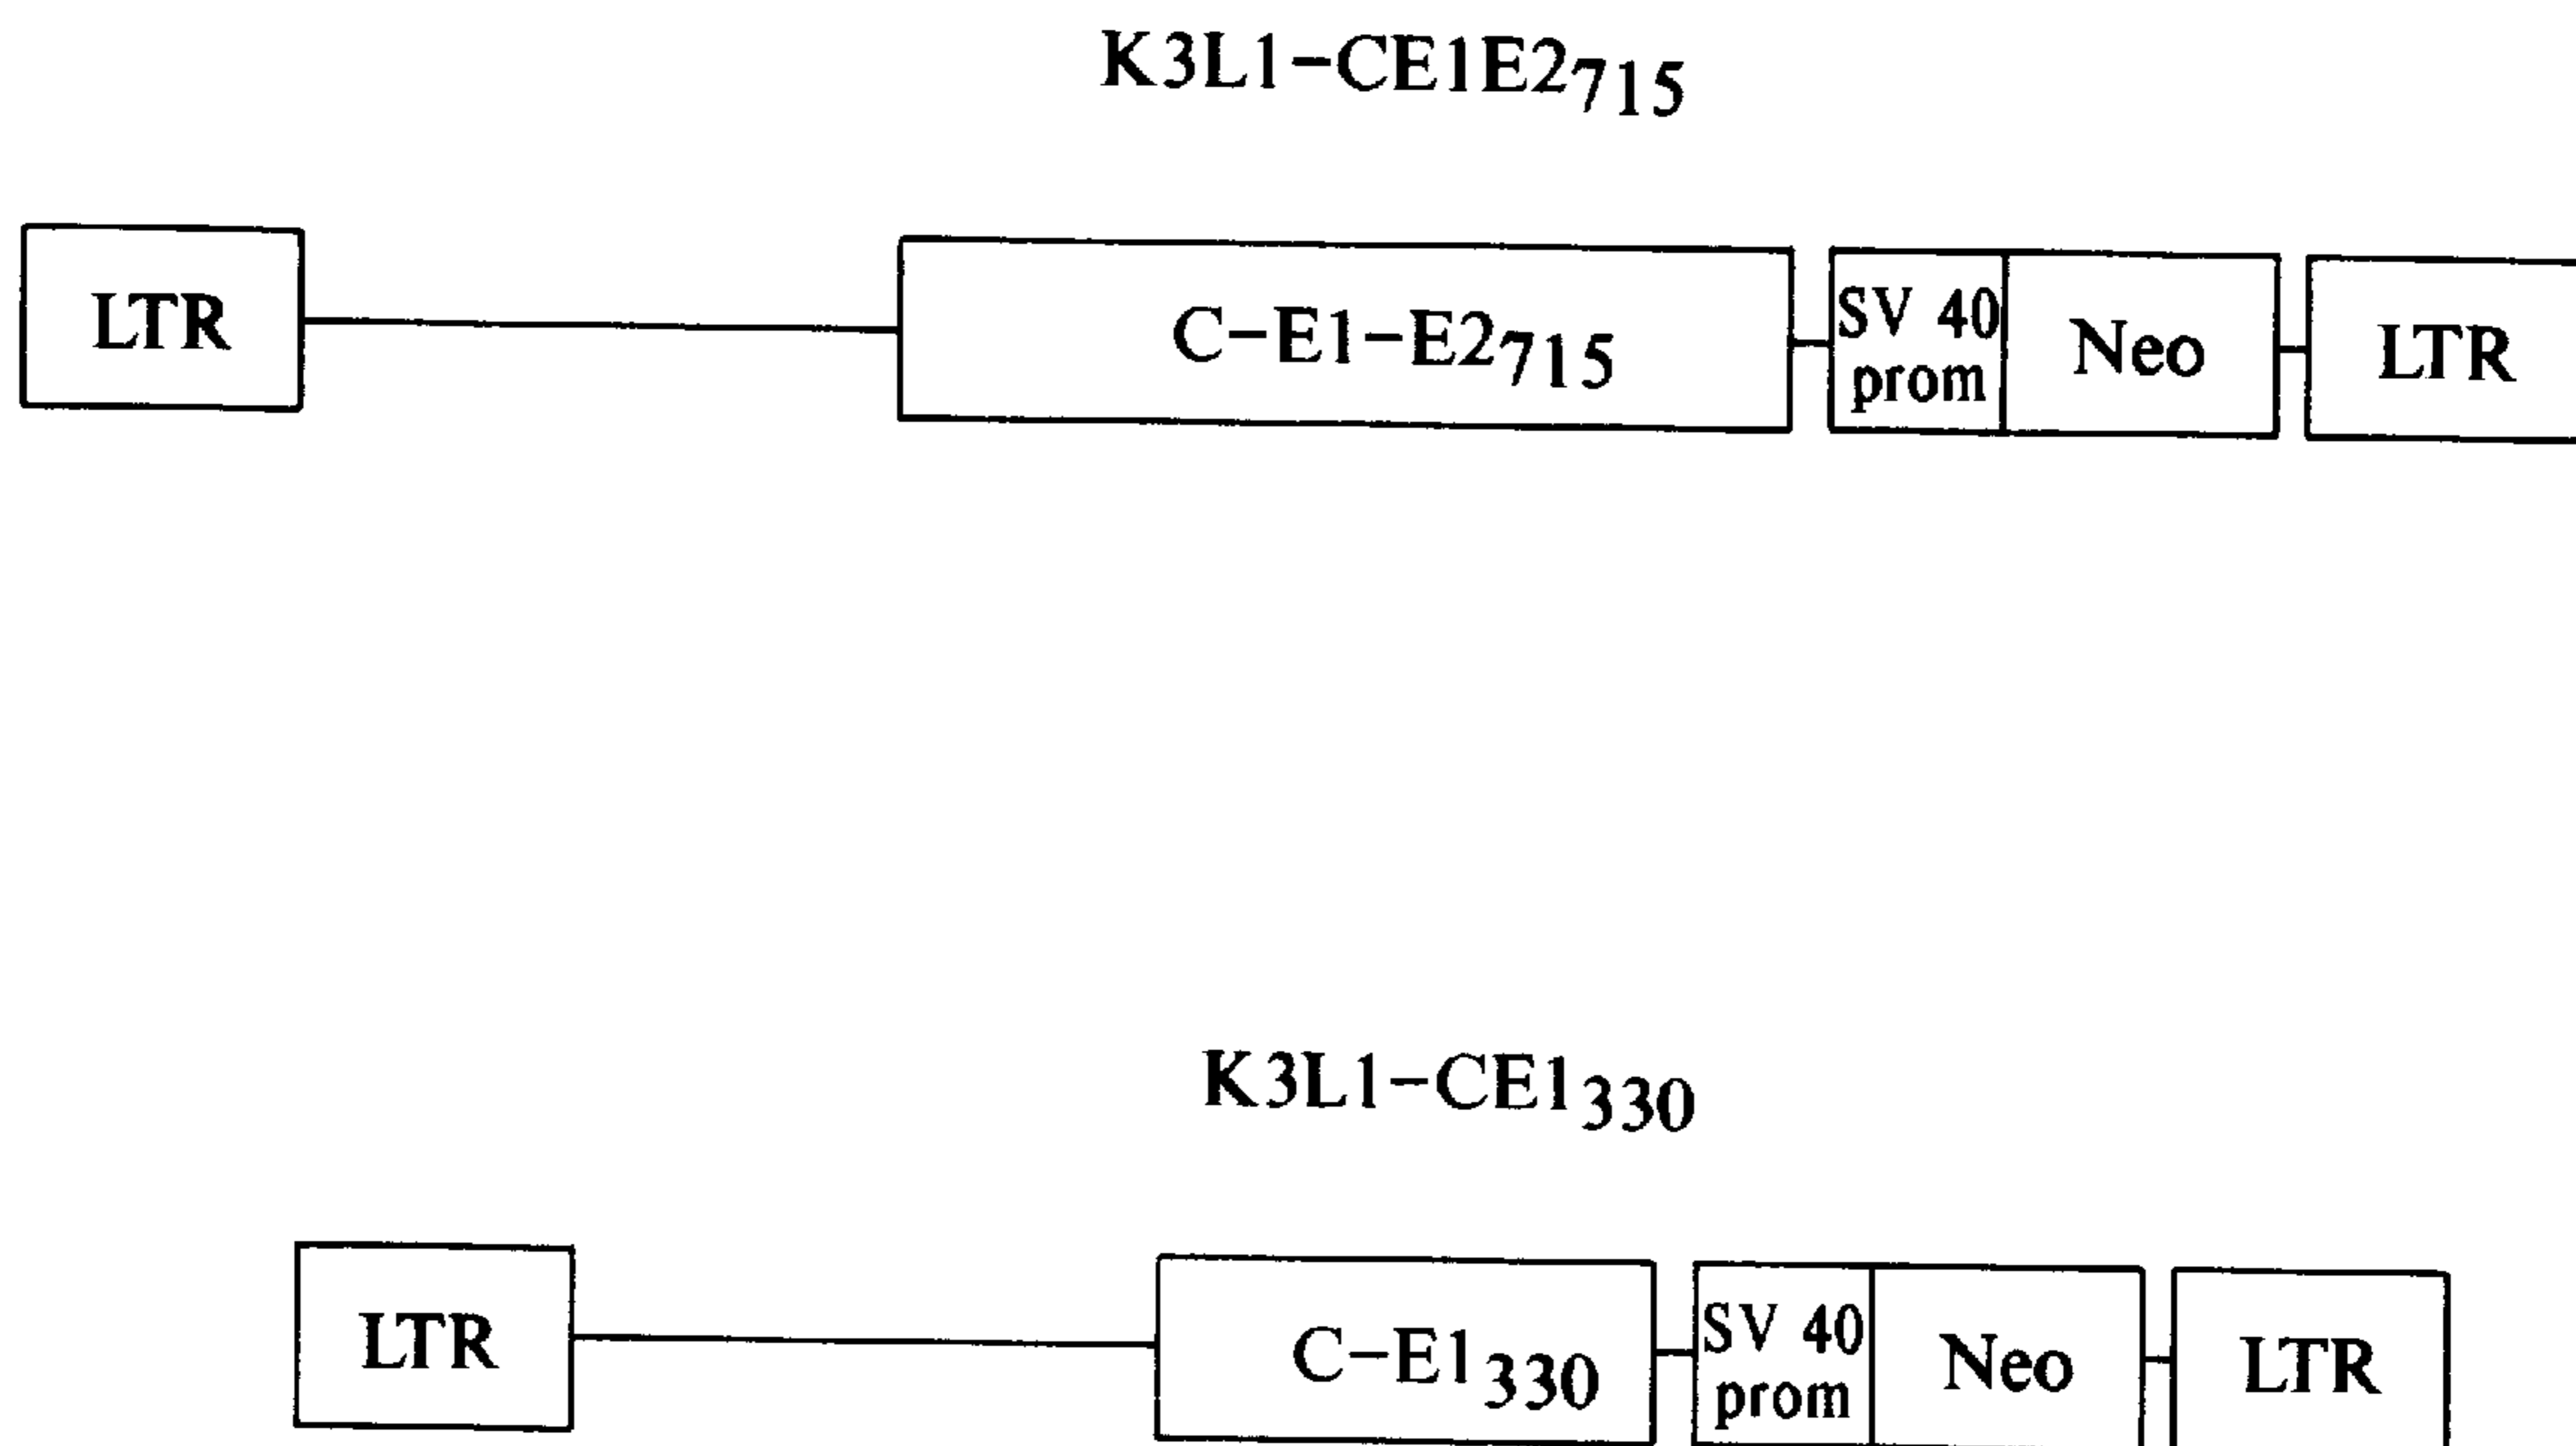 K3L1-CE1E2715
LTR C-E1-E2715 SV 40 prom Neo LTR
K3L1-CE1330
LTR C-E1330 SV 40 prom Neo LTR